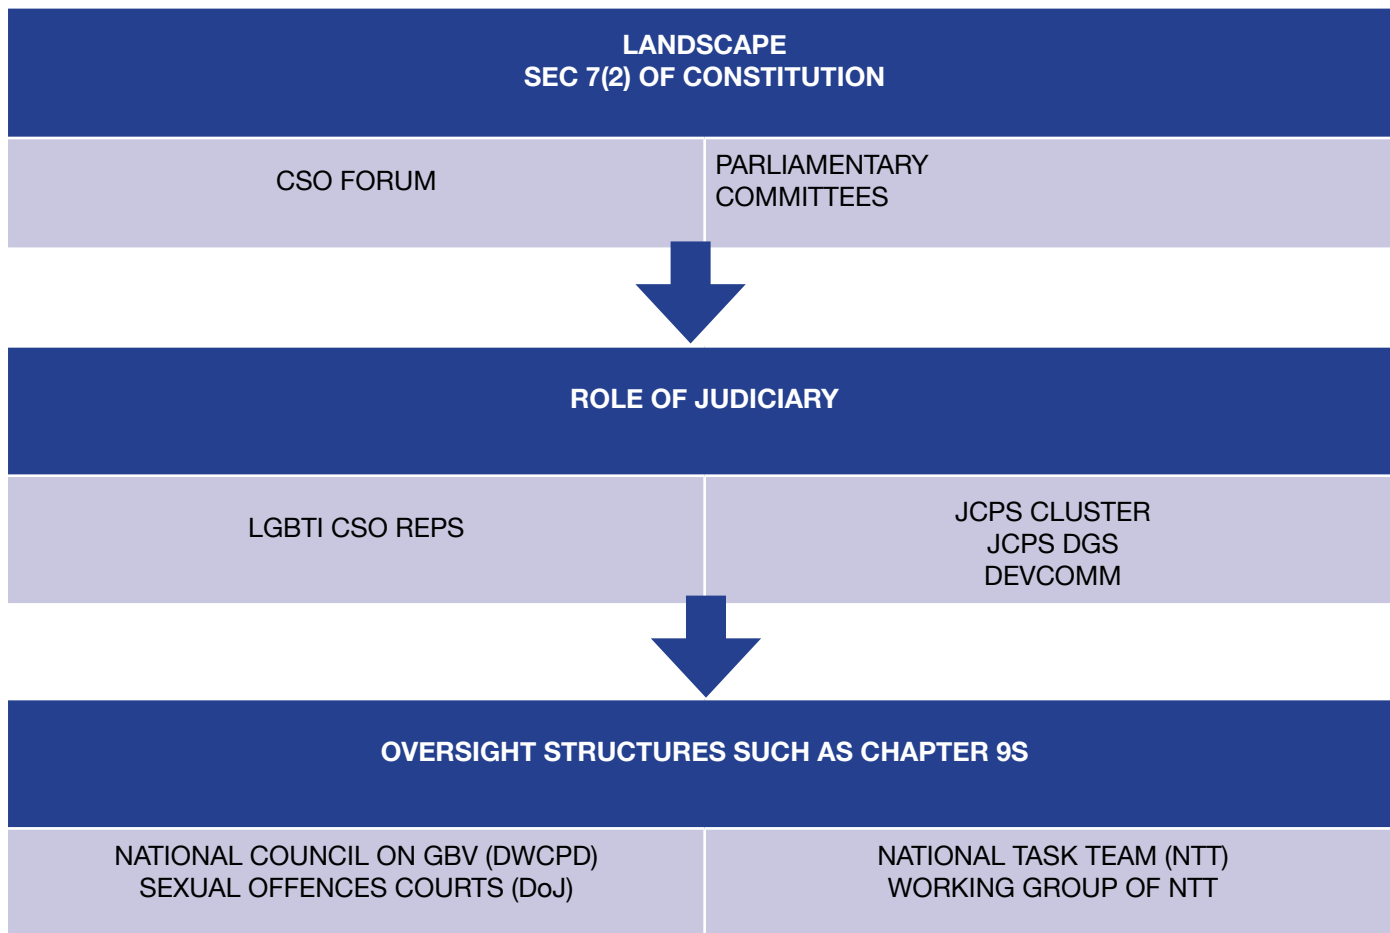 LANDSCAPE
SEC 7(2) OF CONSTITUTION
CSO FORUM
PARLIAMENTARY
COMMITTEES
ROLE OF JUDICIARY
LGBTI CSO REPS
JCPS CLUSTER
JCPS DGS
DEVCOMM
OVERSIGHT STRUCTURES SUCH AS CHAPTER 9S
NATIONAL COUNCIL ON GBV (DWCPD)
SEXUAL OFFENCES COURTS (DoJ)
NATIONAL TASK TEAM (NTT)
WORKING GROUP OF NTT